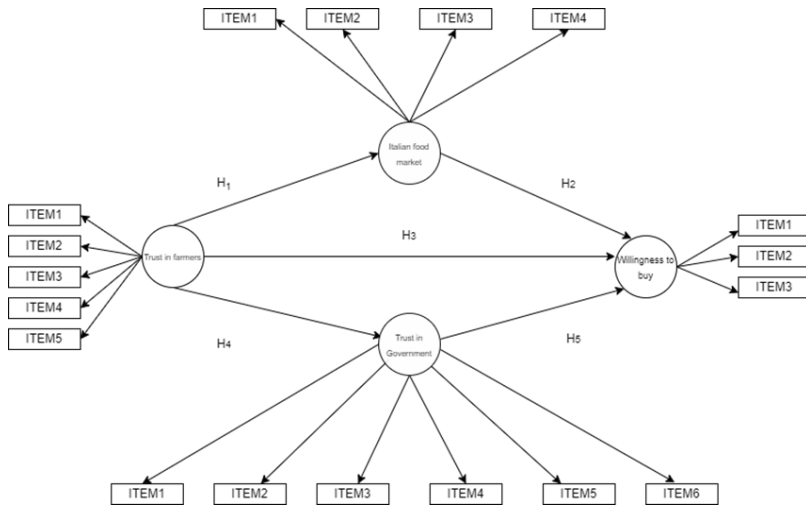 ITEM1
ITEM2
ITEM3
ITEM4
Italian food
market
H1
H2
ITEM1
ITEM2
ITEM3
ITEM4
ITEM5
Trust in farmers
H3
Willingness to
buy
ITEM1
ITEM2
ITEM3
H4
Trust in
Government
H5
ITEM1
ITEM2
ITEM3
ITEM4
ITEM5
ITEM6